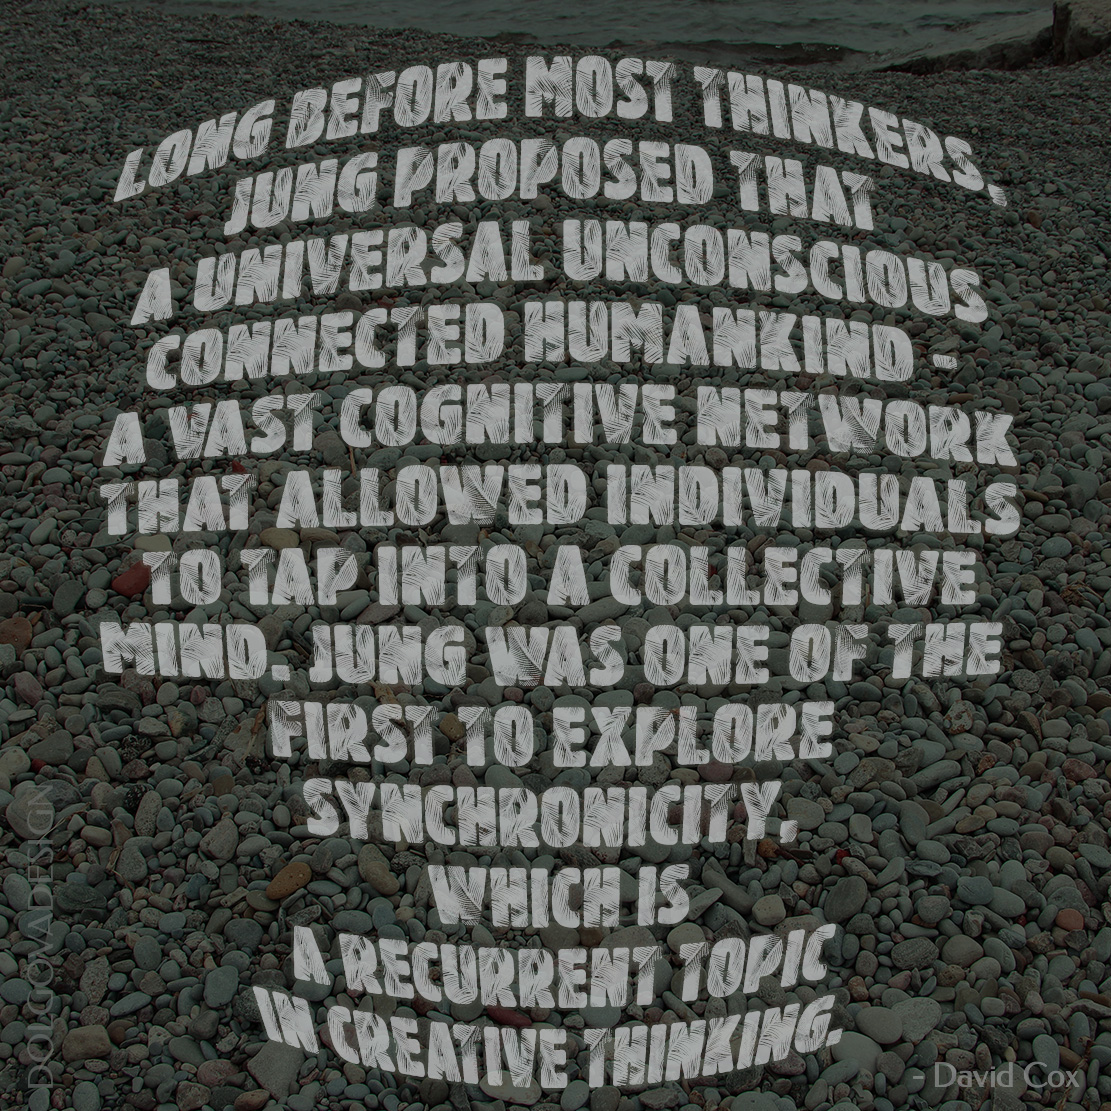 LONG BEFORE MOST THINKERS,
JUNG PROPOSED THAT
A UNIVERSAL UNCONSCIOUS
CONNECTED HUMANKIND -
A VAST COGNITIVE NETWORK
THAT ALLOWED INDIVIDUALS
TO TAP INTO A COLLECTIVE
MIND. JUNG WAS ONE OF THE
FIRST TO EXPLORE
SYNCHRONICITY,
WHICH IS
A RECURRENT TOPIC
IN CREATIVE THINKING.
- David Cox
DOLCOVADESIGN